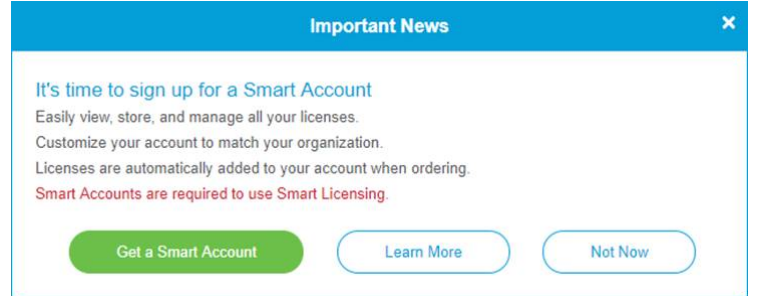 Important News
It's time to sign up for a Smart Account
Easily view, store, and manage all your licenses.
Customize your account to match your organization.
Licenses are automatically added to your account when ordering.
Smart Accounts are required to use Smart Licensing.
Get a Smart Account
Learn More
Not Now